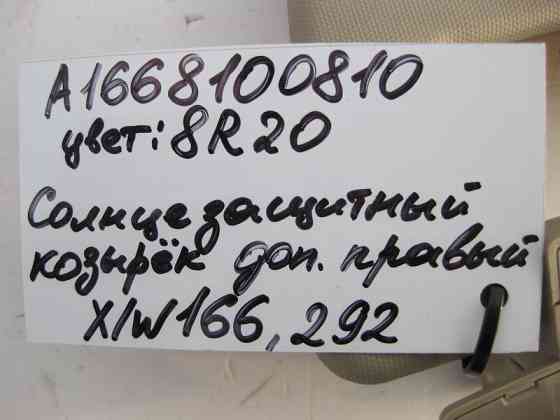 A1668100810
цвет: 8R20
Солнцезащитный
козырёк доп. правый
X/W166, 292